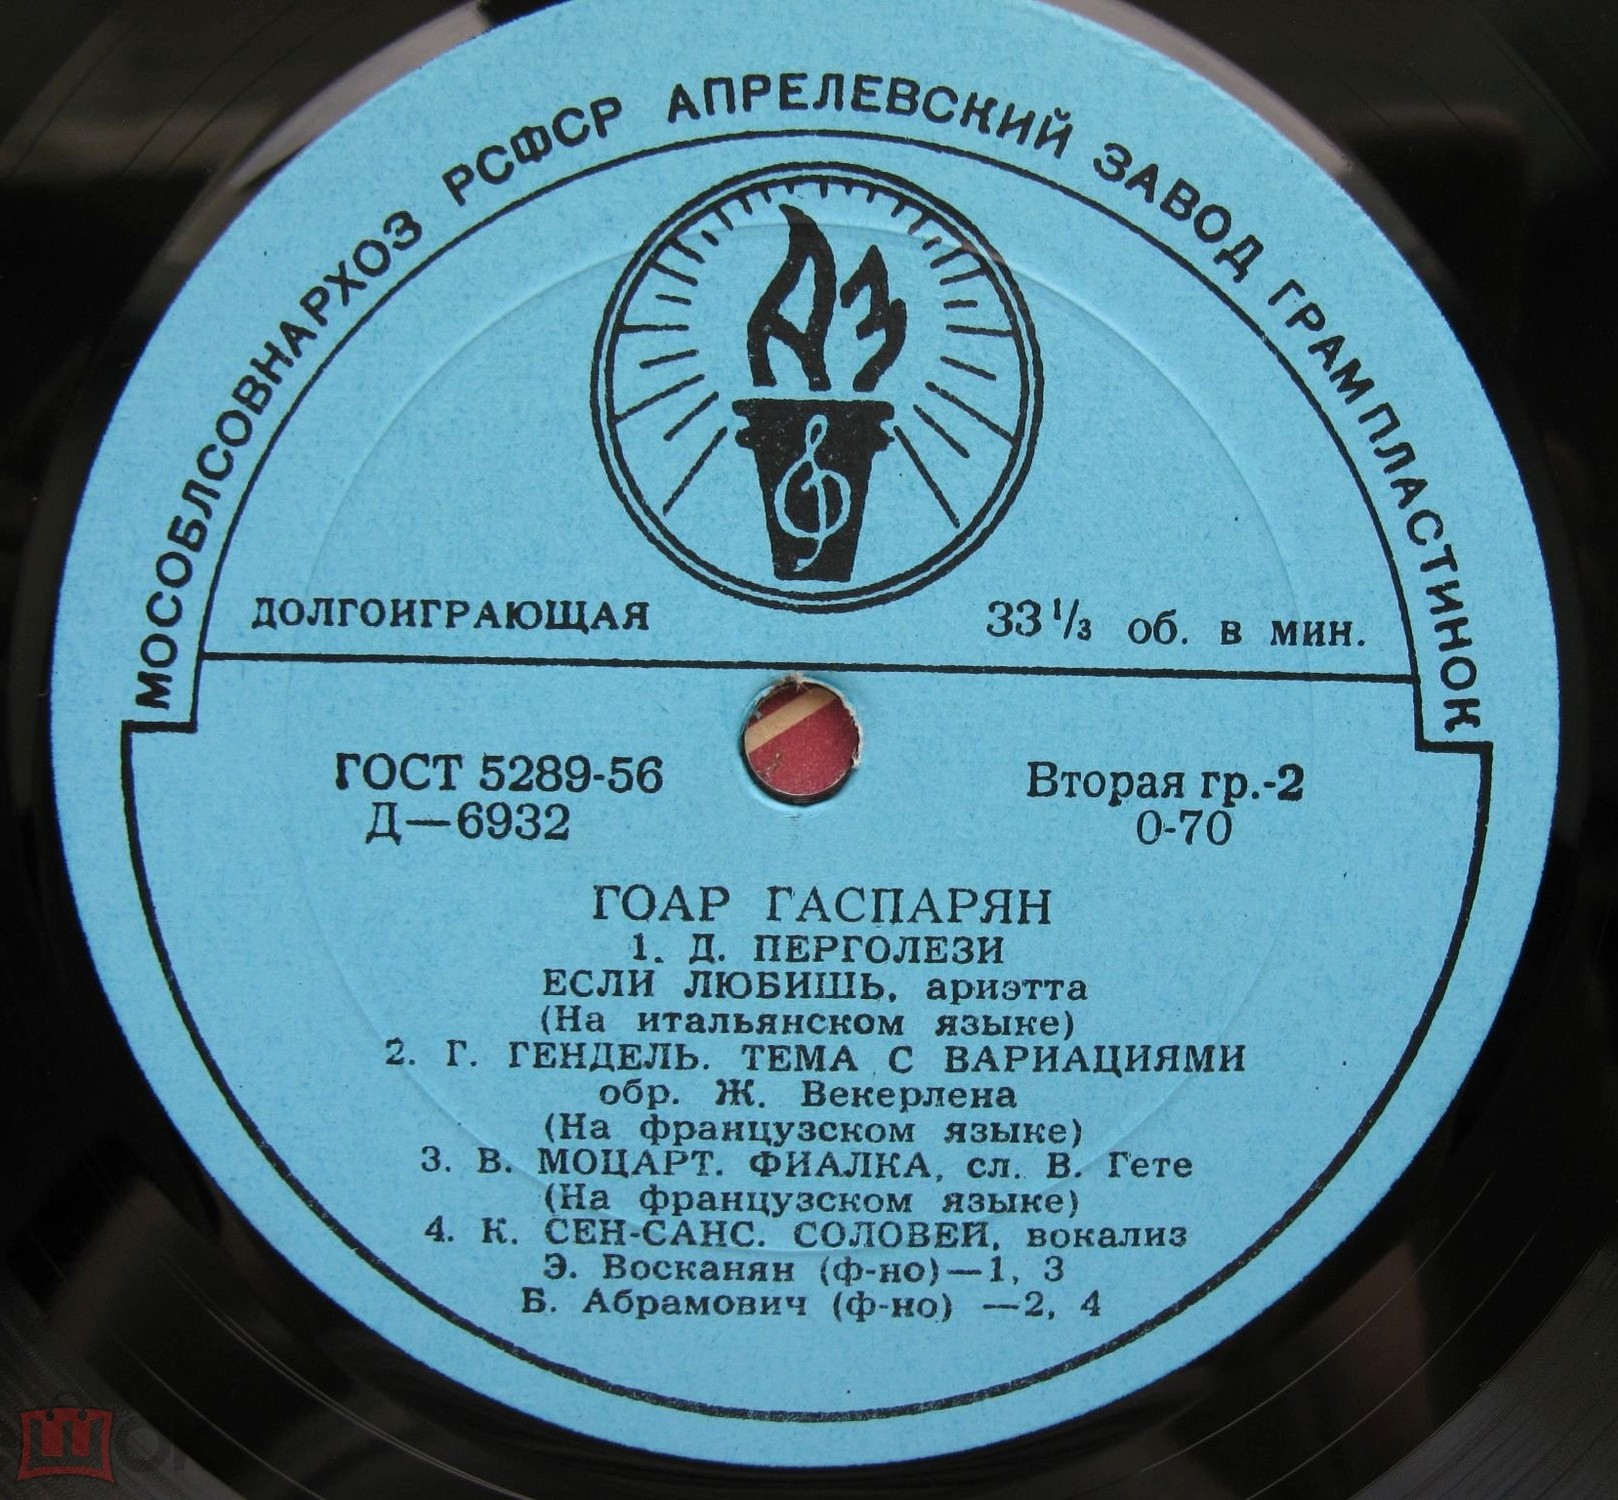 МОСОБЛСОВНАРХОЗ РСФСР АПРЕЛЕВСКИЙ ЗАВОД ГРАМПЛАСТИНОК
АЗ
ДОЛГОИГРАЮЩАЯ
33 1/3 об. в мин.
ГОСТ 5289-56
Д—6932
Вторая гр.-2
0-70
ГОАР ГАСПАРЯН
1. Д. ПЕРГОЛЕЗИ
ЕСЛИ ЛЮБИШЬ, ариэтта
(На итальянском языке)
2. Г. ГЕНДЕЛЬ. ТЕМА С ВАРИАЦИЯМИ
обр. Ж. Векерлена
(На французском языке)
3. В. МОЦАРТ. ФИАЛКА, сл. В. Гете
(На французском языке)
4. К. СЕН-САНС. СОЛОВЕЙ, вокализ
Э. Восканян (ф-но)—1, 3
Б. Абрамович (ф-но) —2, 4